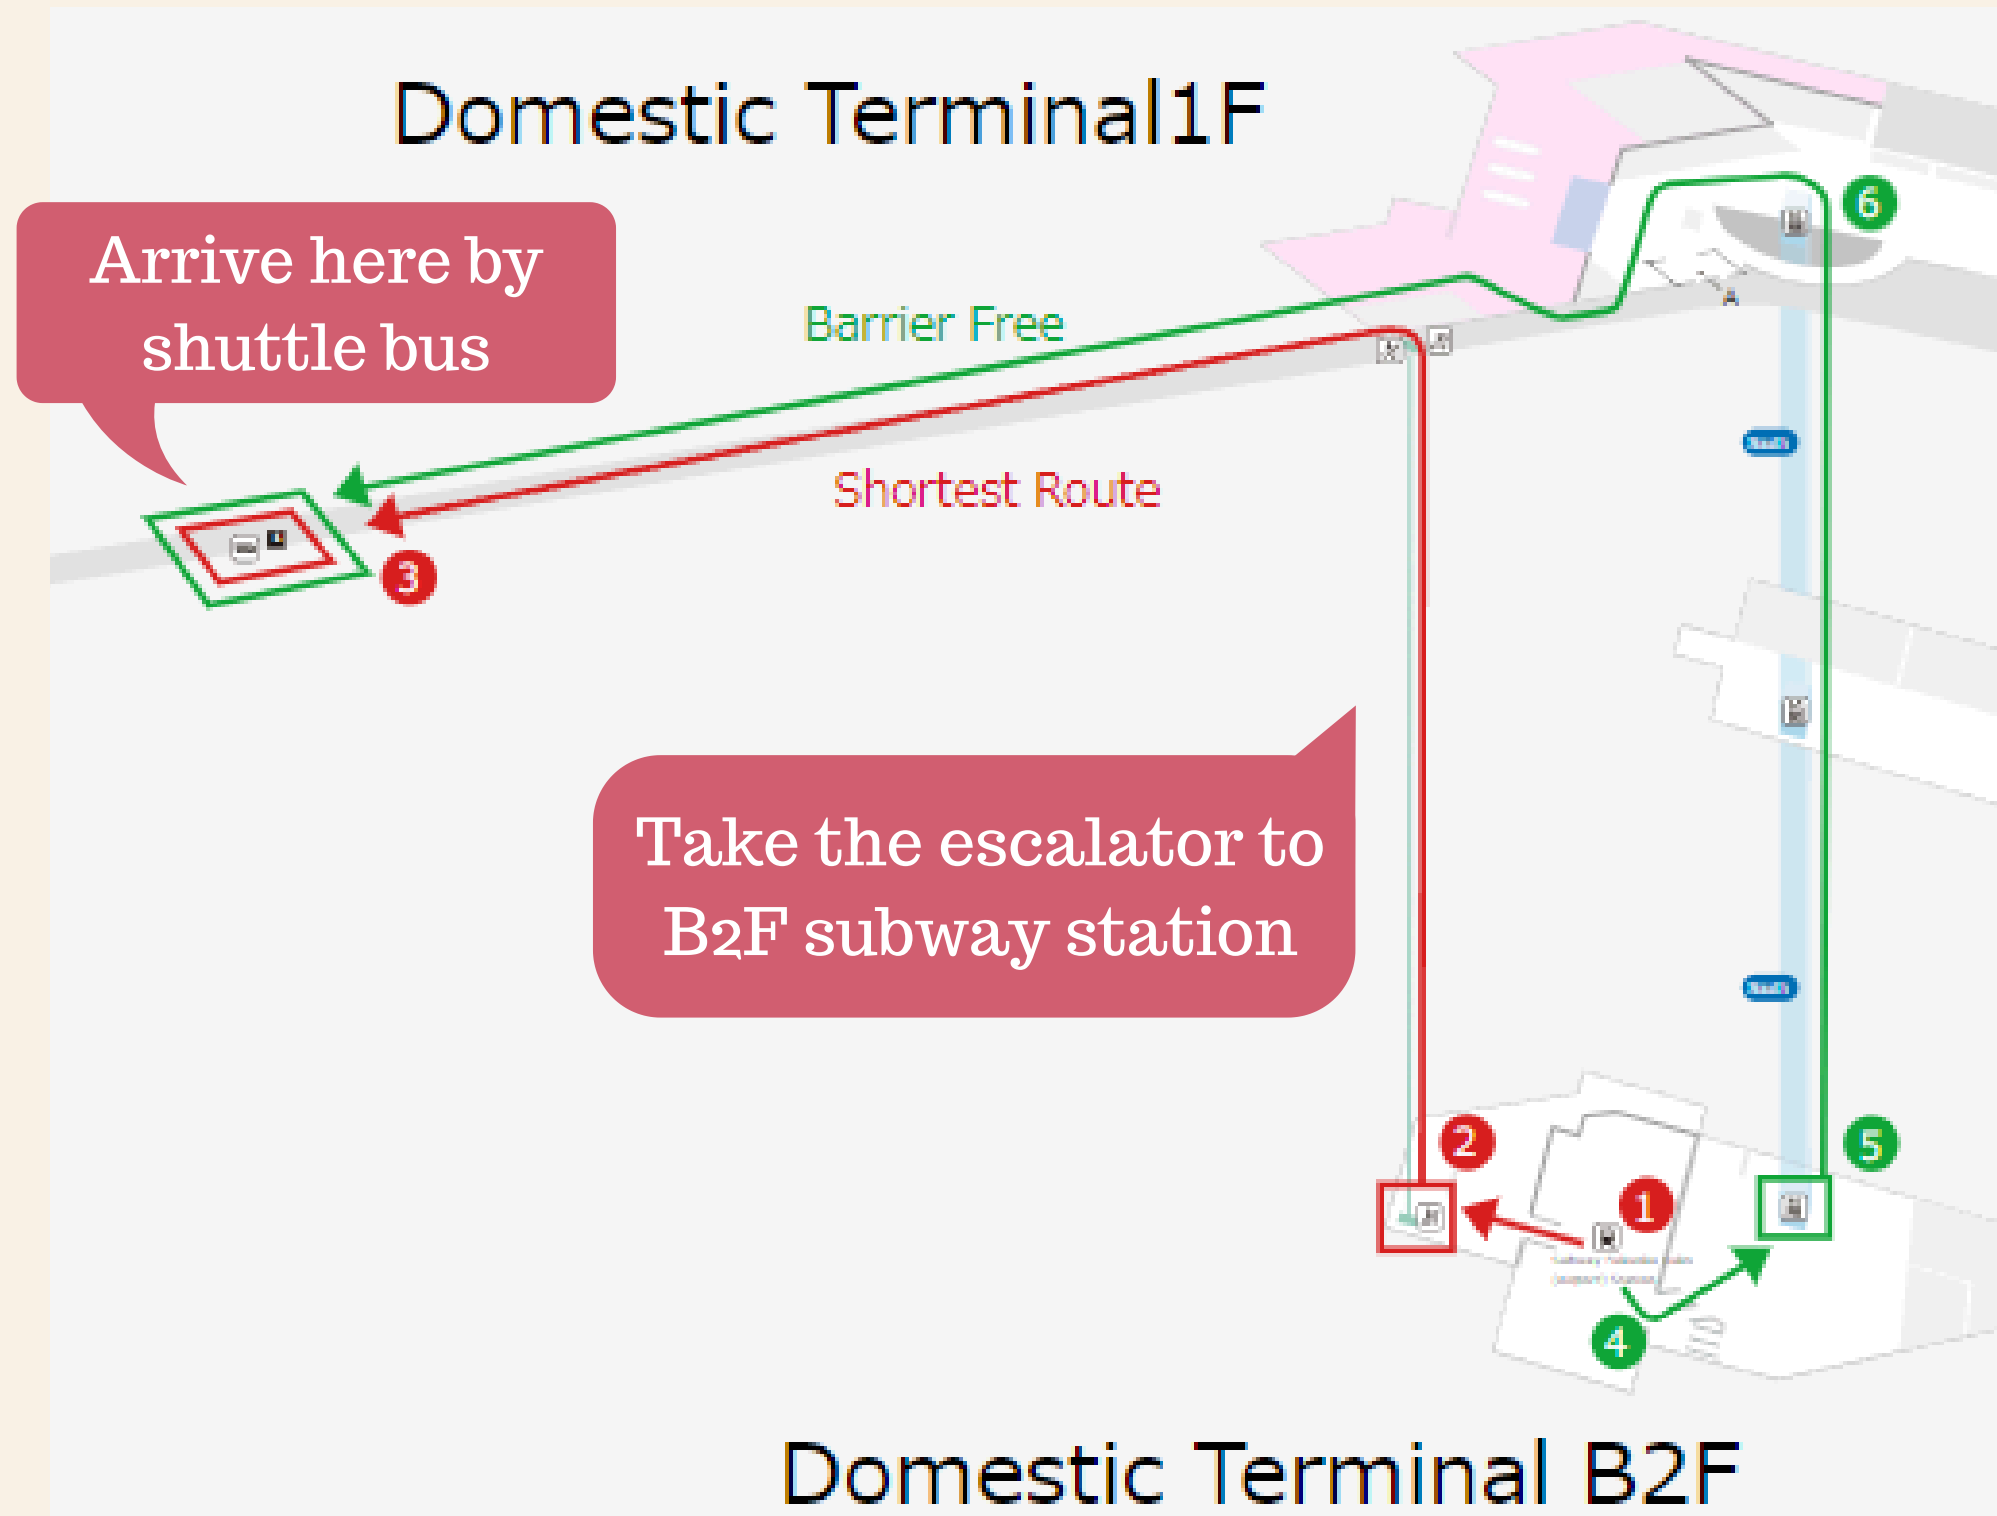 Domestic Terminal1F
6
Arrive here by
shuttle bus
Barrier Free
A
Shortest Route
3
Take the escalator to
B2F subway station
2
5
1
4
Domestic Terminal B2F